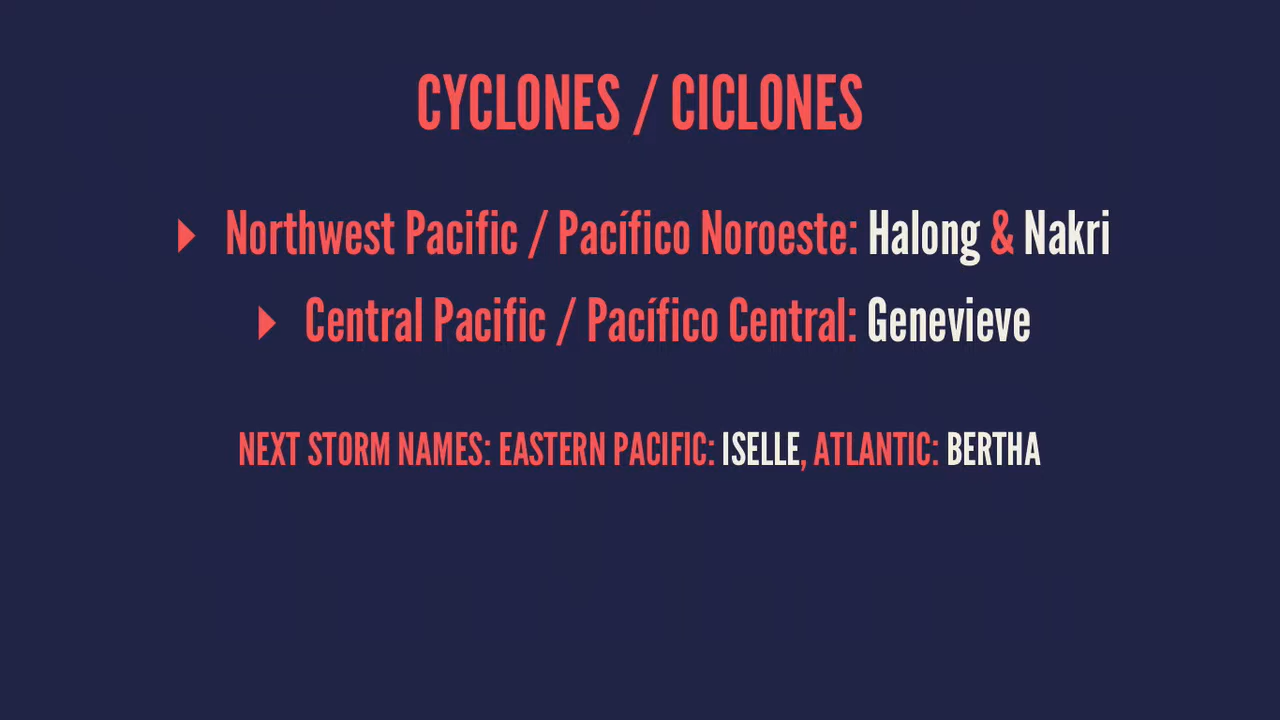 CYCLONES / CICLONES
Northwest Pacific / Pacífico Noroeste: Halong & Nakri
Central Pacific / Pacífico Central: Genevieve
NEXT STORM NAMES: EASTERN PACIFIC: ISELLE, ATLANTIC: BERTHA